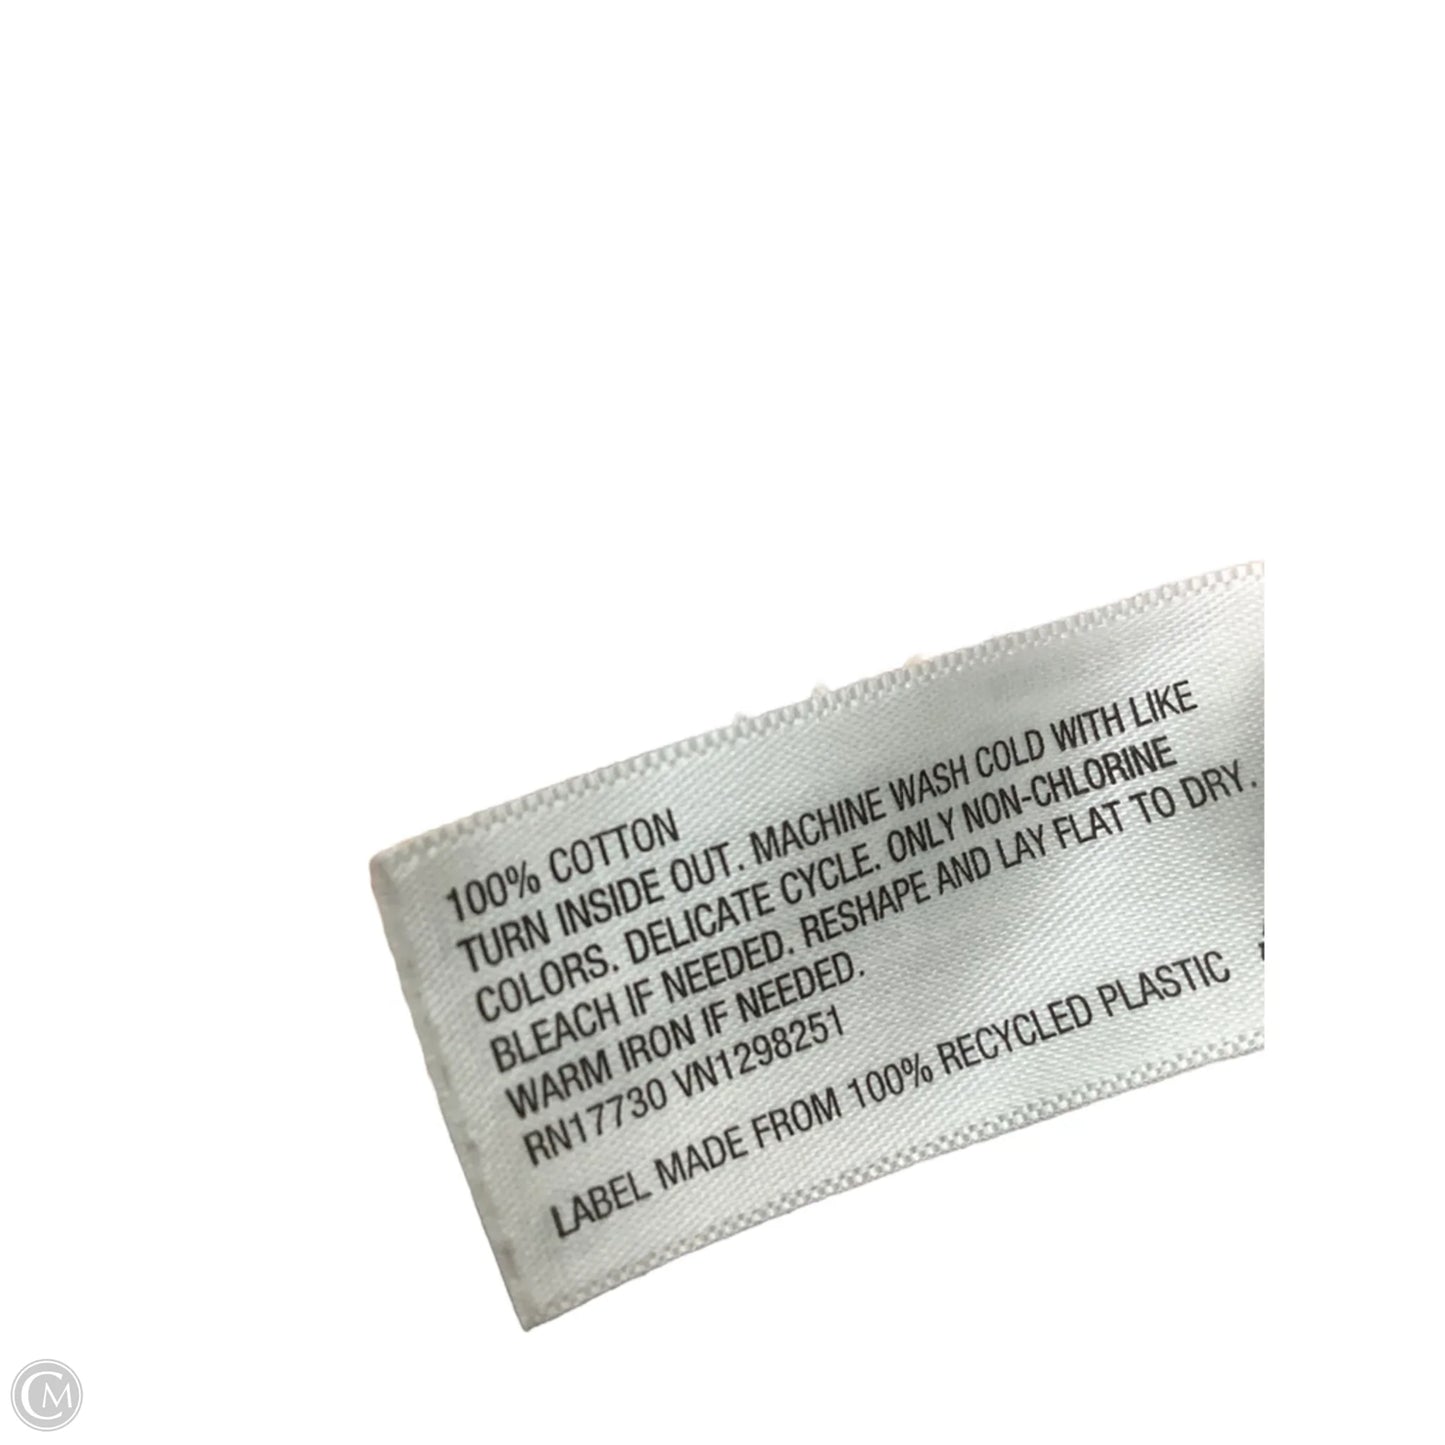 100% COTTON
TURN INSIDE OUT. MACHINE WASH COLD WITH LIKE
COLORS. DELICATE CYCLE. ONLY NON-CHLORINE
BLEACH IF NEEDED. RESHAPE AND LAY FLAT TO DRY.
WARM IRON IF NEEDED.
RN17730 VN1298251
LABEL MADE FROM 100% RECYCLED PLASTIC
CM